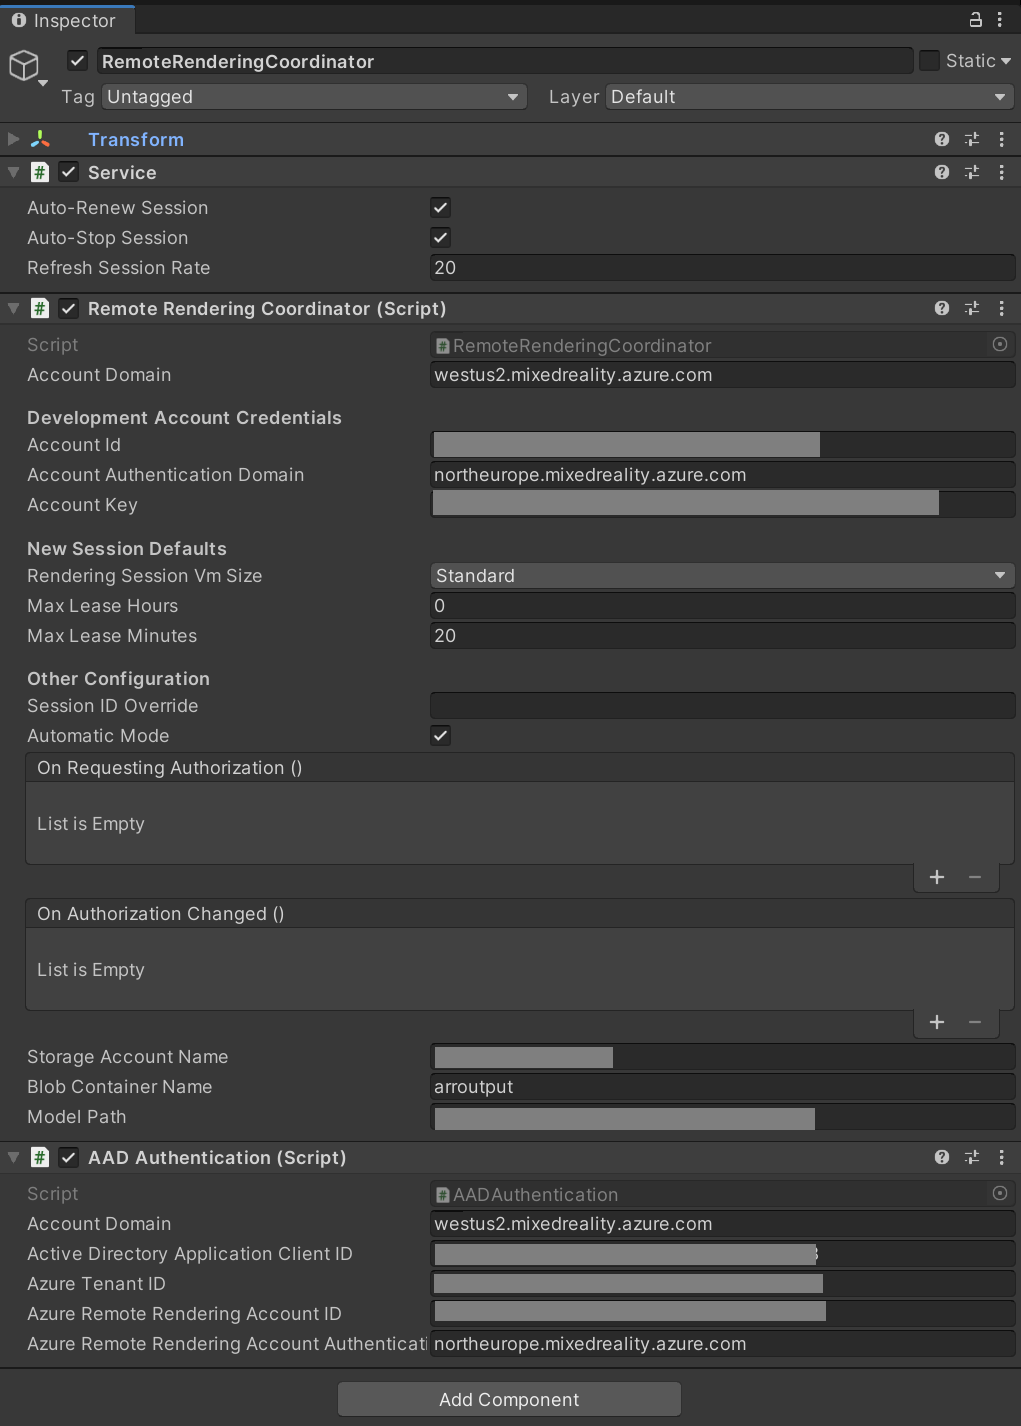 Inspector
RemoteRenderingCoordinator Static
Tag Untagged Layer Default
Transform
Service
Auto-Renew Session
Auto-Stop Session
Refresh Session Rate 20
Remote Rendering Coordinator (Script)
Script RemoteRenderingCoordinator
Account Domain westus2.mixedreality.azure.com
Development Account Credentials
Account Id
Account Authentication Domain northeurope.mixedreality.azure.com
Account Key
New Session Defaults
Rendering Session Vm Size Standard
Max Lease Hours 0
Max Lease Minutes 20
Other Configuration
Session ID Override
Automatic Mode
On Requesting Authorization ()
List is Empty
On Authorization Changed ()
List is Empty
Storage Account Name
Blob Container Name arroutput
Model Path
AAD Authentication (Script)
Script AADAuthentication
Account Domain westus2.mixedreality.azure.com
Active Directory Application Client ID
Azure Tenant ID
Azure Remote Rendering Account ID
Azure Remote Rendering Account Authenticati northeurope.mixedreality.azure.com
Add Component